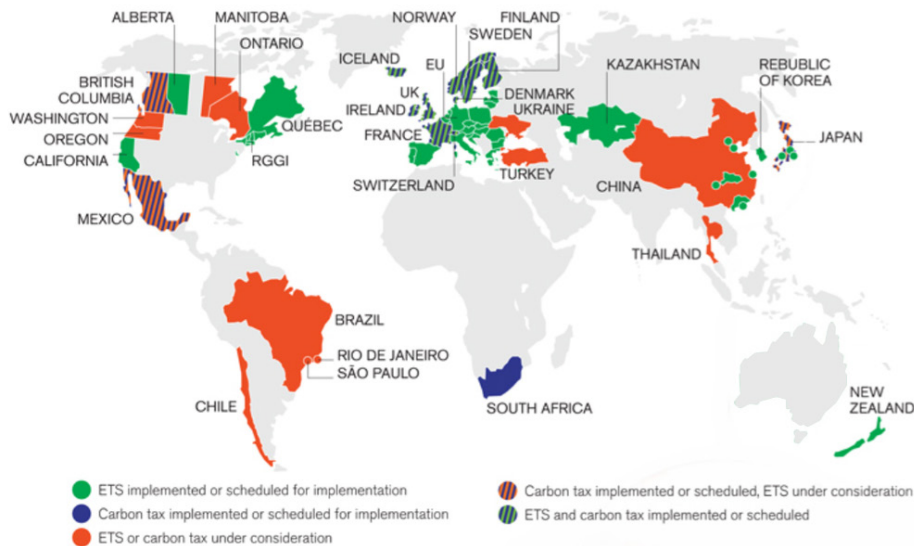 ALBERTA
MANITOBA
NORWAY
FINLAND
ONTARIO
SWEDEN
ICELAND
EU
KAZAKHSTAN
REBUBLIC
OF KOREA
BRITISH
COLUMBIA
UK
DENMARK
WASHINGTON
IRELAND
UKRAINE
QUÉBEC
OREGON
FRANCE
JAPAN
CALIFORNIA
RGGI
TURKEY
SWITZERLAND
CHINA
MEXICO
THAILAND
BRAZIL
RIO DE JANEIRO
SÃO PAULO
NEW
ZEALAND
CHILE
SOUTH AFRICA
ETS implemented or scheduled for implementation
Carbon tax implemented or scheduled for implementation
ETS or carbon tax under consideration
Carbon tax implemented or scheduled, ETS under consideration
ETS and carbon tax implemented or scheduled